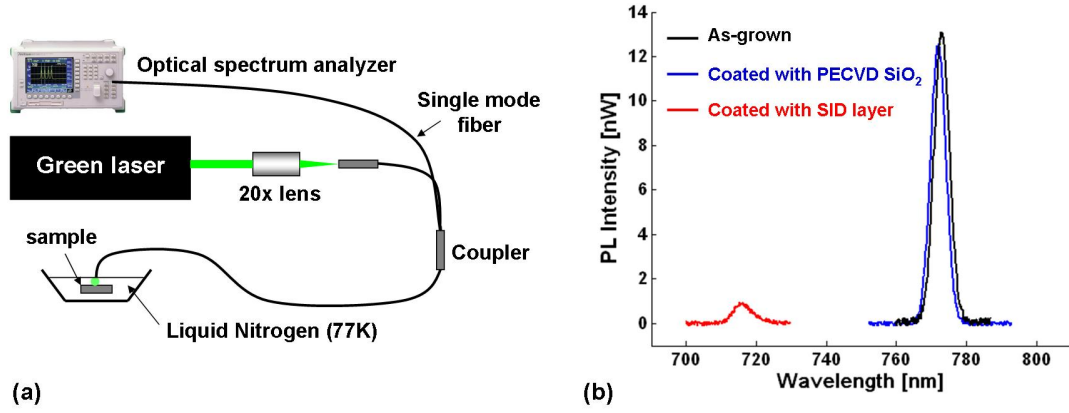 Optical spectrum analyzer
Single mode
fiber
Green laser
20x lens
sample
Coupler
Liquid Nitrogen (77K)
(a)
As-grown
Coated with PECVD SiO₂
Coated with SID layer
PL Intensity [nW]
14
12
10
8
6
4
2
0
700
720
740
760
780
800
Wavelength [nm]
(b)